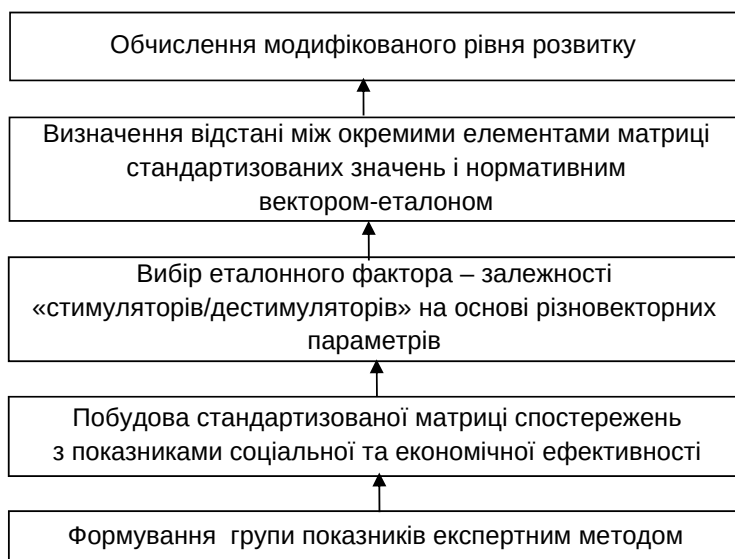 Обчислення модифікованого рівня розвитку
Визначення відстані між окремими елементами матриці
стандартизованих значень і нормативним
вектором-еталоном
Вибір еталонного фактора – залежності
«стимуляторів/дестимуляторів» на основі різновекторних
параметрів
Побудова стандартизованої матриці спостережень
з показниками соціальної та економічної ефективності
Формування групи показників експертним методом